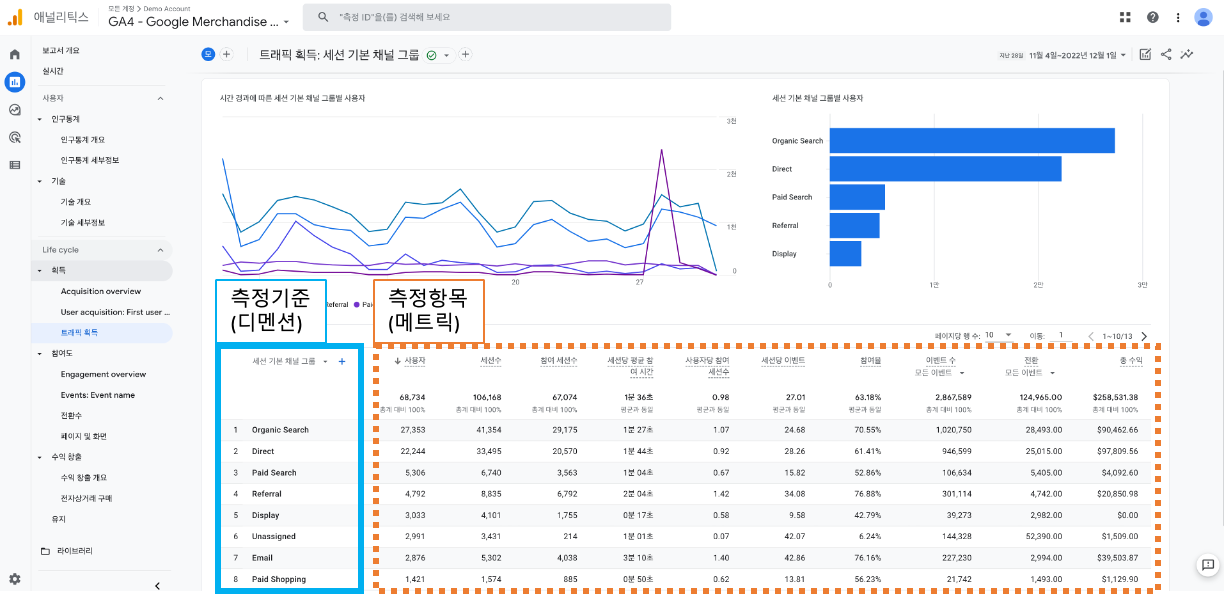 애널리틱스
모든 계정 > Demo Account
GA4 - Google Merchandise ...
"측정 ID"을(를) 검색해 보세요
보고서 개요
실시간
사용자
인구통계
인구통계 개요
인구통계 세부정보
기술
기술 개요
기술 세부정보
Life cycle
획득
Acquisition overview
User acquisition: First user ...
트래픽 획득
참여도
Engagement overview
Events: Event name
전환수
페이지 및 화면
수익 창출
수익 창출 개요
전자상거래 구매
유지
라이브러리
모
트래픽 획득: 세션 기본 채널 그룹
지난 28일 11월 4일~2022년 12월 1일
시간 경과에 따른 세션 기본 채널 그룹별 사용자
3천
2천
1천
0
20
27
세션 기본 채널 그룹별 사용자
Organic Search
Direct
Paid Search
Referral
Display
0 1만 2만 3만
측정기준
(디멘션)
측정항목
(메트릭)
페이지당 행 수: 10 이동: 1 1~10/13
세션 기본 채널 그룹 사용자 세션수 참여 세션수 세션당 평균 참여 시간 사용자당 참여 세션수 세션당 이벤트 참여율 이벤트 수 전환 총 수익
모든 이벤트 모든 이벤트
68,734 106,168 67,074 1분 36초 0.98 27.01 63.18% 2,867,589 124,965.00 $258,531.38
총계 대비 100% 총계 대비 100% 총계 대비 100% 평균과 동일 평균과 동일 평균과 동일 평균과 동일 총계 대비 100% 총계 대비 100% 총계 대비 100%
1 Organic Search 27,353 41,354 29,175 1분 27초 1.07 24.68 70.55% 1,020,750 28,493.00 $90,462.66
2 Direct 22,244 33,495 20,570 1분 44초 0.92 28.26 61.41% 946,599 25,015.00 $97,809.56
3 Paid Search 5,306 6,740 3,563 1분 04초 0.67 15.82 52.86% 106,634 5,405.00 $4,092.60
4 Referral 4,792 8,835 6,792 2분 04초 1.42 34.08 76.88% 301,114 4,742.00 $20,850.98
5 Display 3,033 4,101 1,755 0분 17초 0.58 9.58 42.79% 39,273 2,982.00 $0.00
6 Unassigned 2,991 3,431 214 1분 01초 0.07 42.07 6.24% 144,328 52,390.00 $1,509.00
7 Email 2,876 5,302 4,038 3분 10초 1.40 42.86 76.16% 227,230 2,994.00 $39,503.87
8 Paid Shopping 1,421 1,574 885 0분 50초 0.62 13.81 56.23% 21,742 1,493.00 $1,129.90